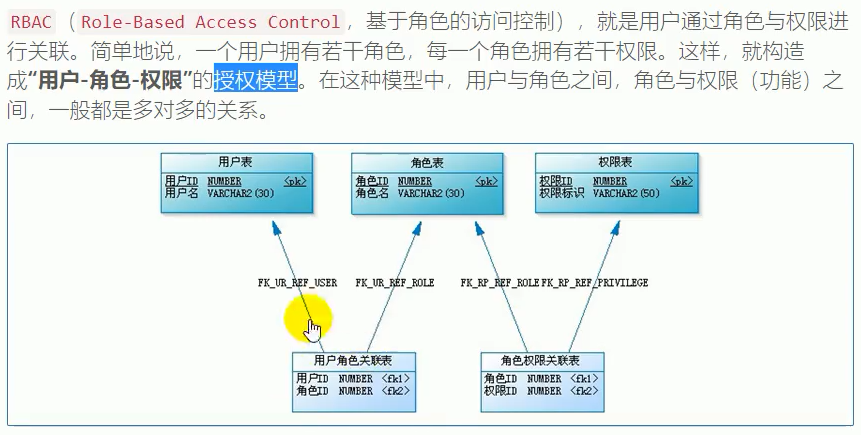 RBAC（Role-Based Access Control，基于角色的访问控制），就是用户通过角色与权限进
行关联。简单地说，一个用户拥有若干角色，每一个角色拥有若干权限。这样，就构造
成“用户-角色-权限”的授权模型。在这种模型中，用户与角色之间，角色与权限（功能）之
间，一般都是多对多的关系。
用户表
用户ID NUMBER <pk>
用户名 VARCHAR2(30)
角色表
角色ID NUMBER <pk>
角色名 VARCHAR2(30)
权限表
权限ID NUMBER <pk>
权限标识 VARCHAR2(50)
FK_UR_REF_USER
FK_UR_REF_ROLE
FK_RP_REF_ROLE
FK_RP_REF_PRIVILEGE
用户角色关联表
用户ID NUMBER <fk1>
角色ID NUMBER <fk2>
角色权限关联表
角色ID NUMBER <fk1>
权限ID NUMBER <fk2>